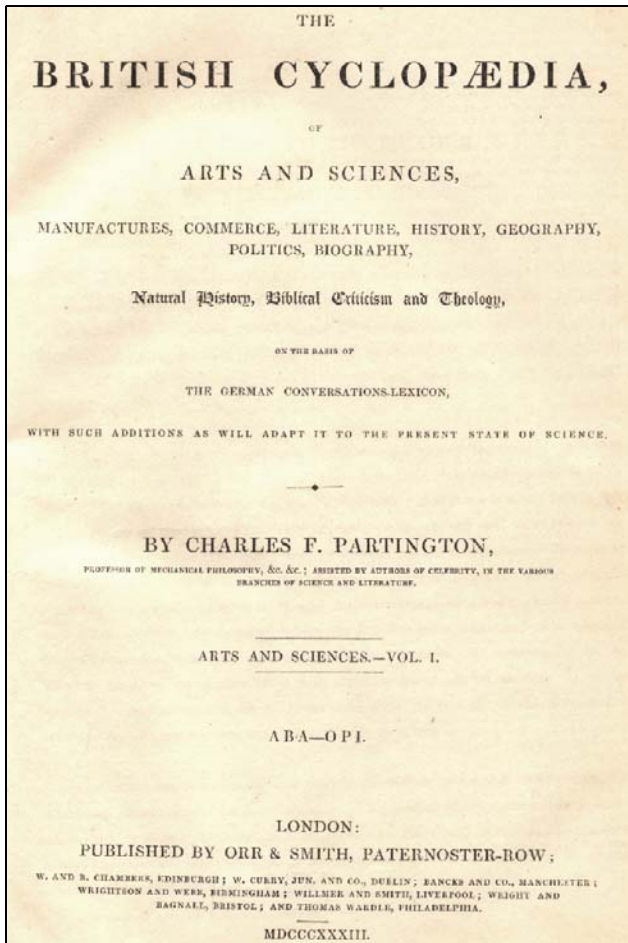 THE
BRITISH CYCLOPÆDIA,
OF
ARTS AND SCIENCES,
MANUFACTURES, COMMERCE, LITERATURE, HISTORY, GEOGRAPHY,
POLITICS, BIOGRAPHY,
Natural History, Biblical Criticism and Theology,
ON THE BASIS OF
THE GERMAN CONVERSATIONS-LEXICON,
WITH SUCH ADDITIONS AS WILL ADAPT IT TO THE PRESENT STATE OF SCIENCE.
BY CHARLES F. PARTINGTON,
PROFESSOR OF MECHANICAL PHILOSOPHY, &c. &c.; ASSISTED BY AUTHORS OF CELEBRITY, IN THE VARIOUS
BRANCHES OF SCIENCE AND LITERATURE.
ARTS AND SCIENCES.—VOL. I.
ABA—OPI.
LONDON:
PUBLISHED BY ORR & SMITH, PATERNOSTER-ROW;
W. AND R. CHAMBERS, EDINBURGH; W. CURRY, JUN. AND CO., DUBLIN; BANCKS AND CO., MANCHESTER;
WRIGHTSON AND WEBB, BIRMINGHAM; WILLMER AND SMITH, LIVERPOOL; WRIGHT AND
BAGNALL, BRISTOL; AND THOMAS WARDLE, PHILADELPHIA.
MDCCCXXXIII.